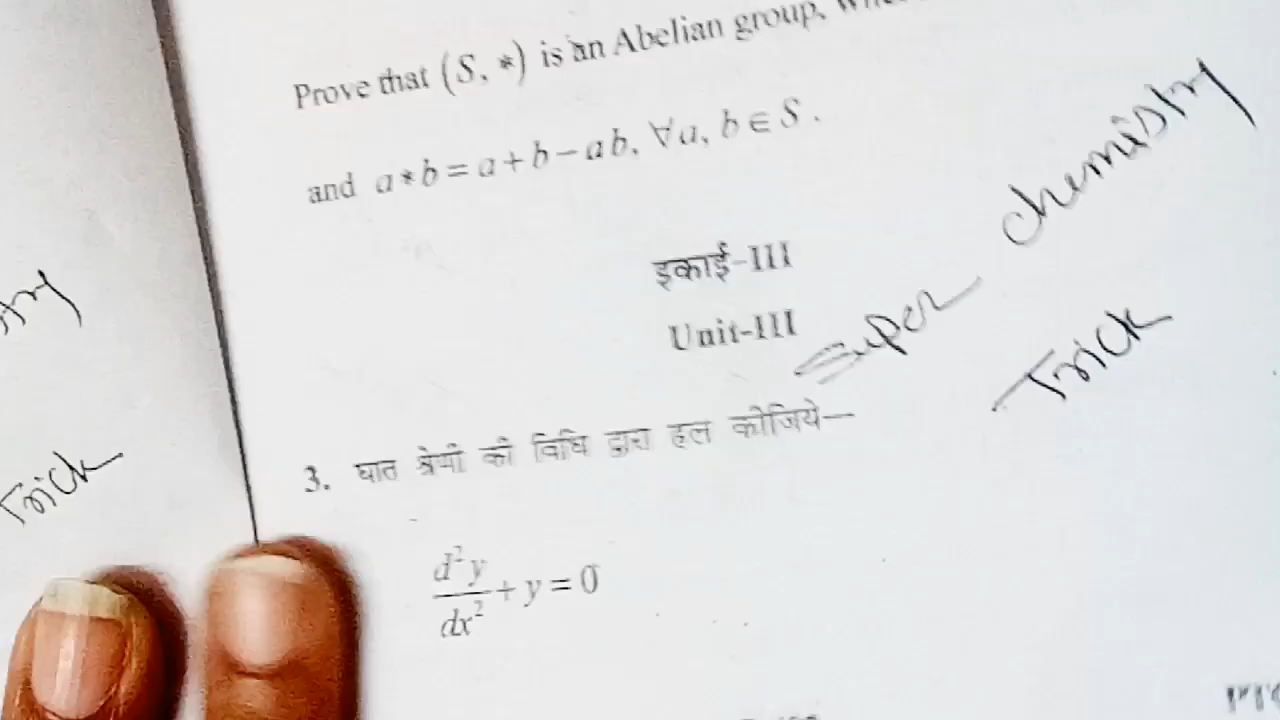 Prove that (S, *) is an Abelian group,
and a * b = a + b − ab, ∀a, b ∈ S.
इकाई-III
Unit-III
Super Chemistry
Trick
Trick
3. घात श्रेणी की विधि द्वारा हल कीजिये—
d²y/dx² + y = 0